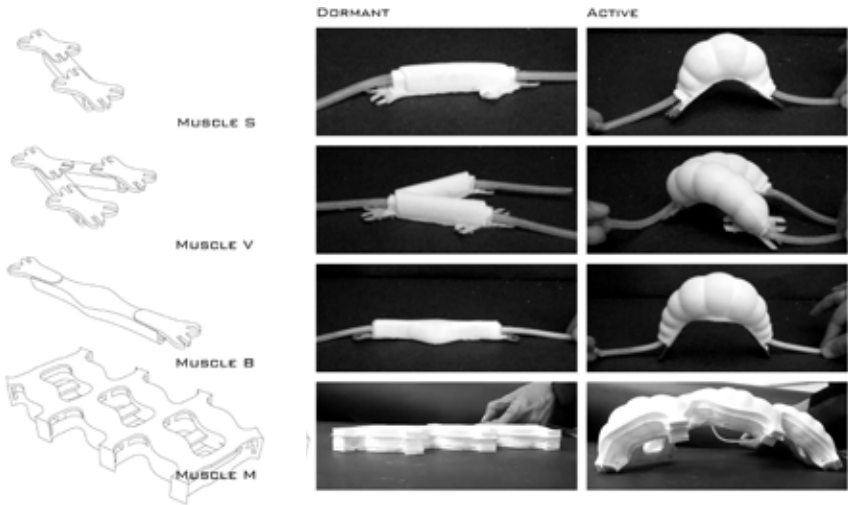 DORMANT
ACTIVE
MUSCLE S
MUSCLE V
MUSCLE B
MUSCLE M